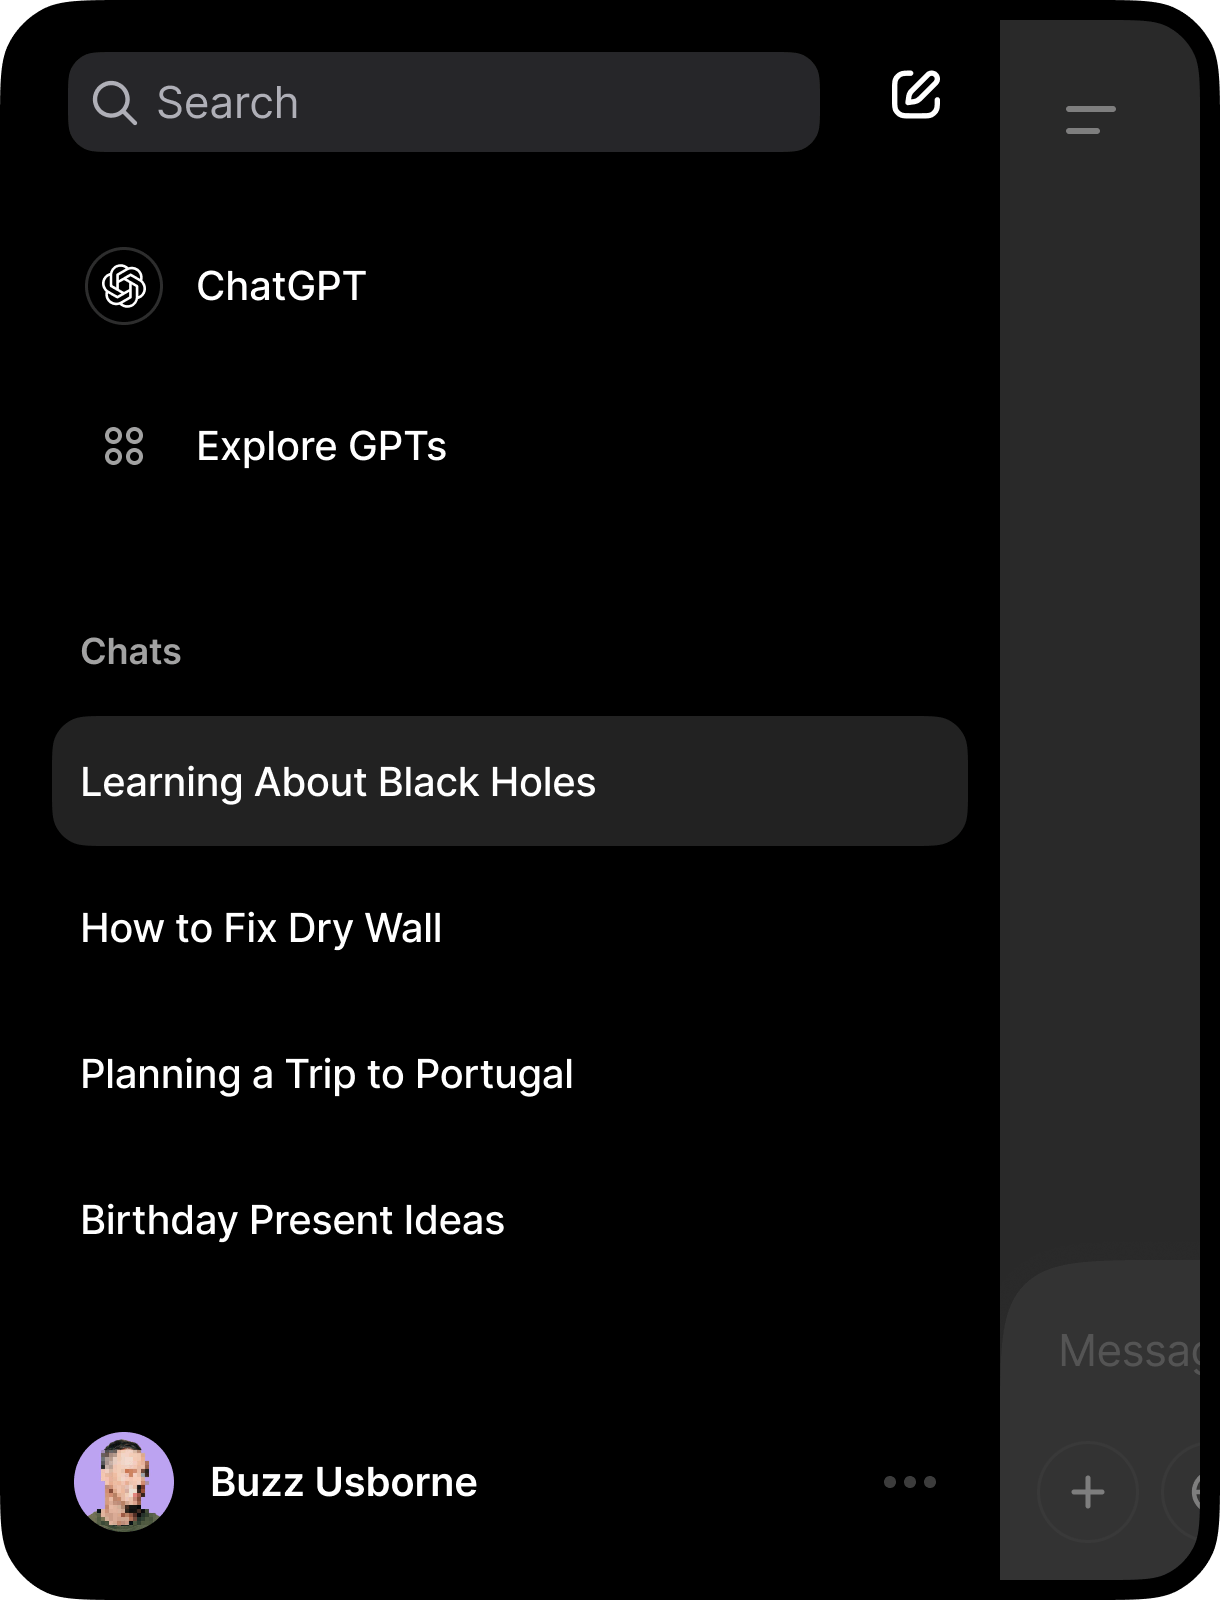 Search
ChatGPT
Explore GPTs
Chats
Learning About Black Holes
How to Fix Dry Wall
Planning a Trip to Portugal
Birthday Present Ideas
Buzz Usborne